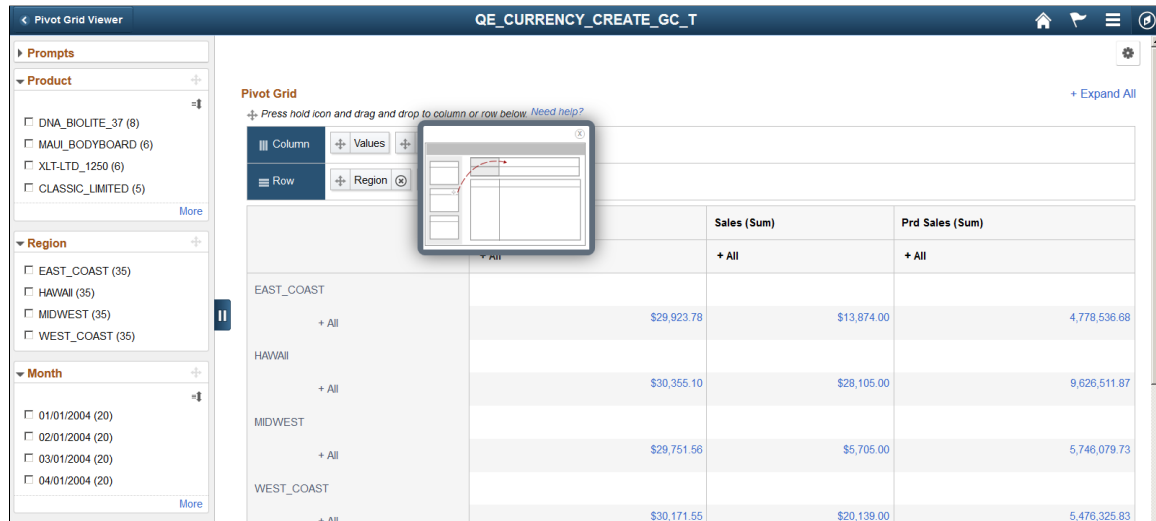 Pivot Grid Viewer
QE_CURRENCY_CREATE_GC_T
Prompts
Product
DNA_BIOLITE_37 (8)
MAUI_BODYBOARD (6)
XLT-LTD_1250 (6)
CLASSIC_LIMITED (5)
More
Region
EAST_COAST (35)
HAWAII (35)
MIDWEST (35)
WEST_COAST (35)
Month
01/01/2004 (20)
02/01/2004 (20)
03/01/2004 (20)
04/01/2004 (20)
More
Pivot Grid
+ Expand All
Press hold icon and drag and drop to column or row below. Need help?
Column Values
Row Region
Sales (Sum) Prd Sales (Sum)
+ All + All + All
EAST_COAST
+ All $29,923.78 $13,874.00 4,778,536.68
HAWAII
+ All $30,355.10 $28,105.00 9,626,511.87
MIDWEST
+ All $29,751.56 $5,705.00 5,746,079.73
WEST_COAST
+ All $30,171.55 $20,139.00 5,476,325.83